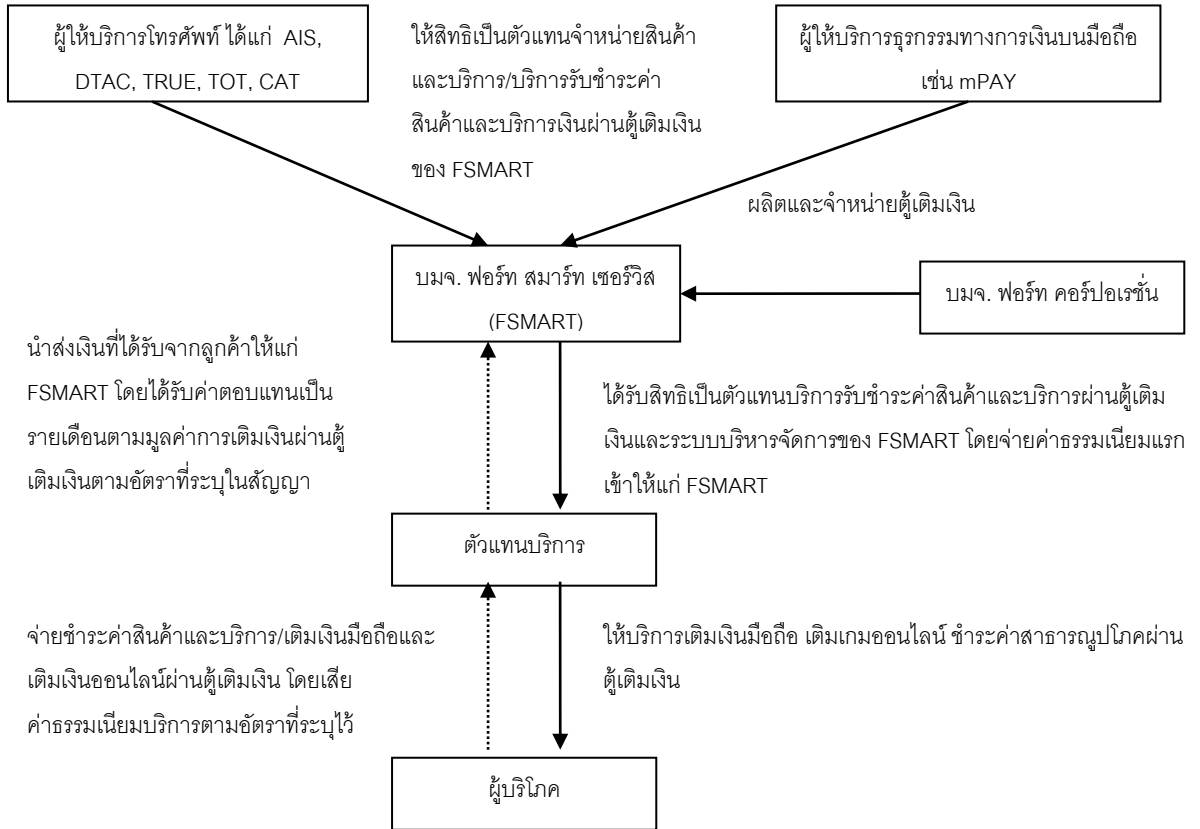 ผู้ให้บริการโทรศัพท์ ได้แก่ AIS,
DTAC, TRUE, TOT, CAT
ให้สิทธิเป็นตัวแทนจำหน่ายสินค้า
และบริการ/บริการรับชำระค่า
สินค้าและบริการเงินผ่านตู้เติมเงิน
ของ FSMART
ผู้ให้บริการธุรกรรมทางการเงินบนมือถือ
เช่น mPAY
ผลิตและจำหน่ายตู้เติมเงิน
บมจ. ฟอร์ท สมาร์ท เซอร์วิส
(FSMART)
บมจ. ฟอร์ท คอร์ปอเรชั่น
นำส่งเงินที่ได้รับจากลูกค้าให้แก่
FSMART โดยได้รับค่าตอบแทนเป็น
รายเดือนตามมูลค่าการเติมเงินผ่านตู้
เติมเงินตามอัตราที่ระบุในสัญญา
ได้รับสิทธิเป็นตัวแทนบริการรับชำระค่าสินค้าและบริการผ่านตู้เติม
เงินและระบบบริหารจัดการของ FSMART โดยจ่ายค่าธรรมเนียมแรก
เข้าให้แก่ FSMART
ตัวแทนบริการ
จ่ายชำระค่าสินค้าและบริการ/เติมเงินมือถือและ
เติมเงินออนไลน์ผ่านตู้เติมเงิน โดยเสีย
ค่าธรรมเนียมบริการตามอัตราที่ระบุไว้
ให้บริการเติมเงินมือถือ เติมเกมออนไลน์ ชำระค่าสาธารณูปโภคผ่าน
ตู้เติมเงิน
ผู้บริโภค